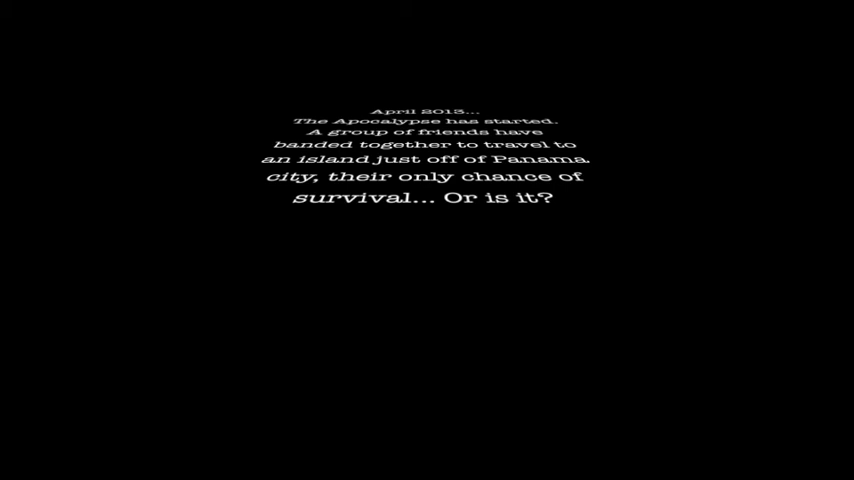 April 2013...
The Apocalypse has started.
A group of friends have
banded together to travel to
an island just off of Panama
city, their only chance of
survival... Or is it?